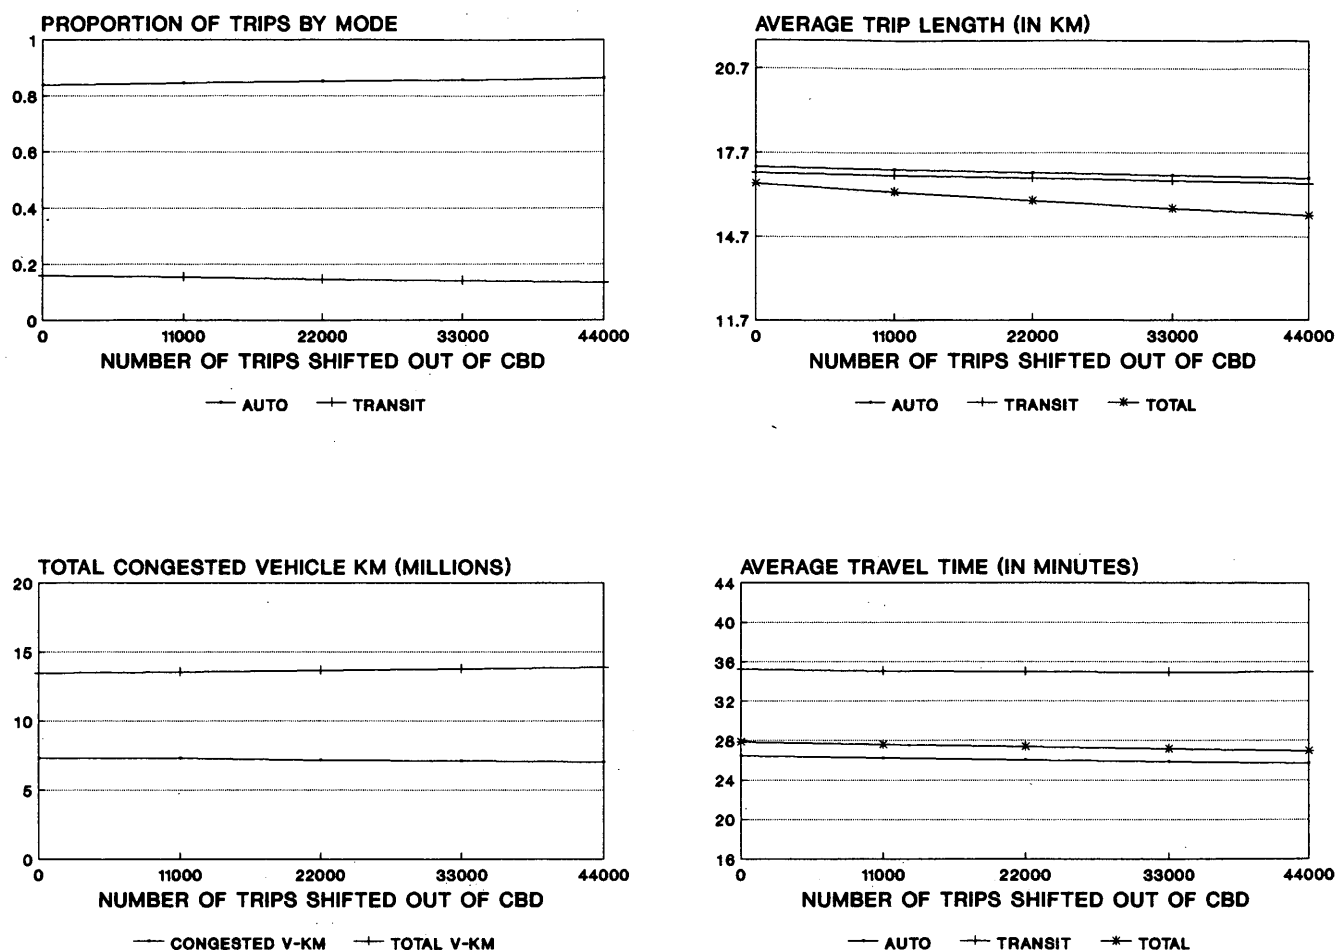 PROPORTION OF TRIPS BY MODE
1
0.8
0.6
0.4
0.2
0
0 11000 22000 33000 44000
NUMBER OF TRIPS SHIFTED OUT OF CBD
AUTO TRANSIT
AVERAGE TRIP LENGTH (IN KM)
20.7
17.7
14.7
11.7
0 11000 22000 33000 44000
NUMBER OF TRIPS SHIFTED OUT OF CBD
AUTO TRANSIT TOTAL
TOTAL CONGESTED VEHICLE KM (MILLIONS)
20
15
10
5
0
0 11000 22000 33000 44000
NUMBER OF TRIPS SHIFTED OUT OF CBD
CONGESTED V-KM TOTAL V-KM
AVERAGE TRAVEL TIME (IN MINUTES)
44
40
36
32
28
24
20
16
0 11000 22000 33000 44000
NUMBER OF TRIPS SHIFTED OUT OF CBD
AUTO TRANSIT TOTAL